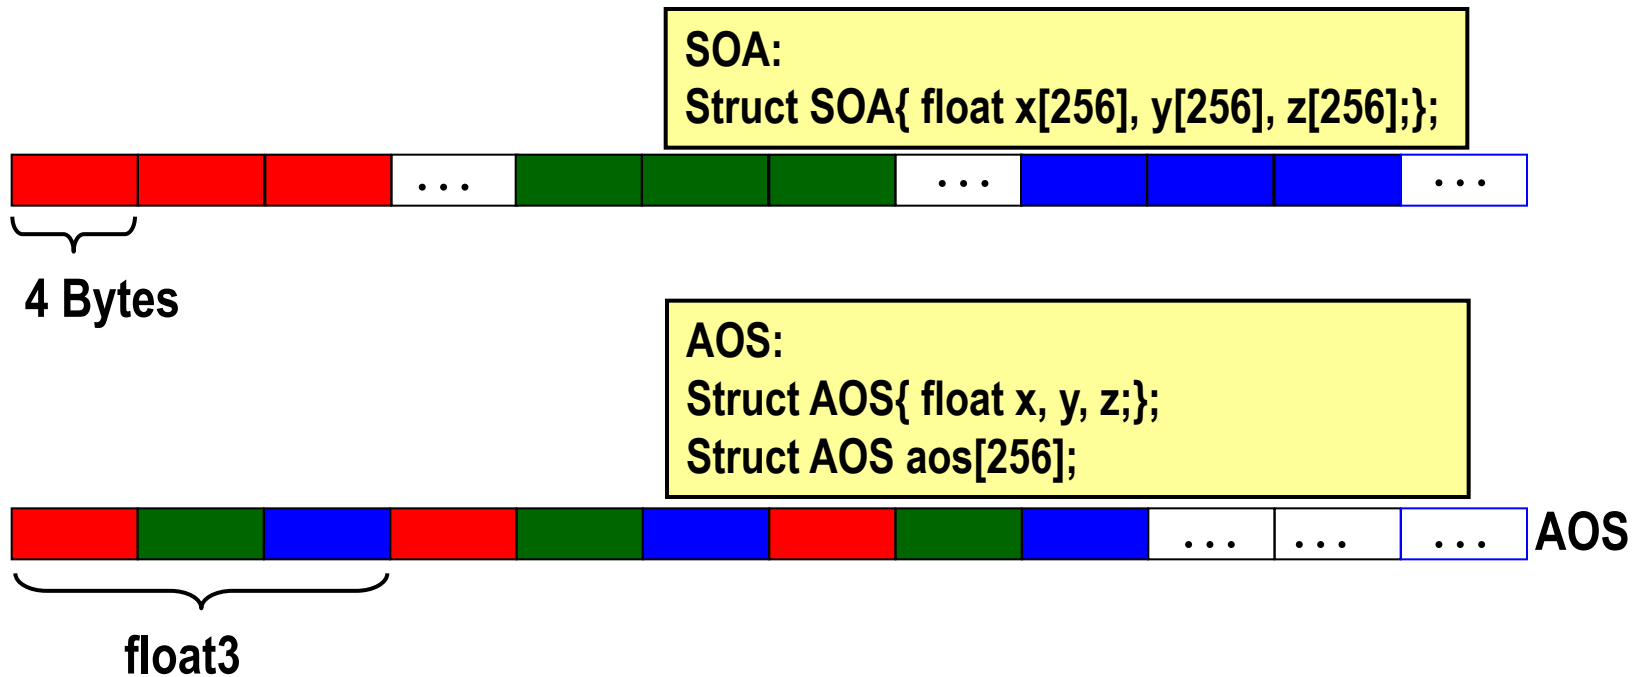 SOA:
Struct SOA{ float x[256], y[256], z[256];};
. . .
. . .
. . .
4 Bytes
AOS:
Struct AOS{ float x, y, z;};
Struct AOS aos[256];
. . .
. . .
. . .
AOS
float3